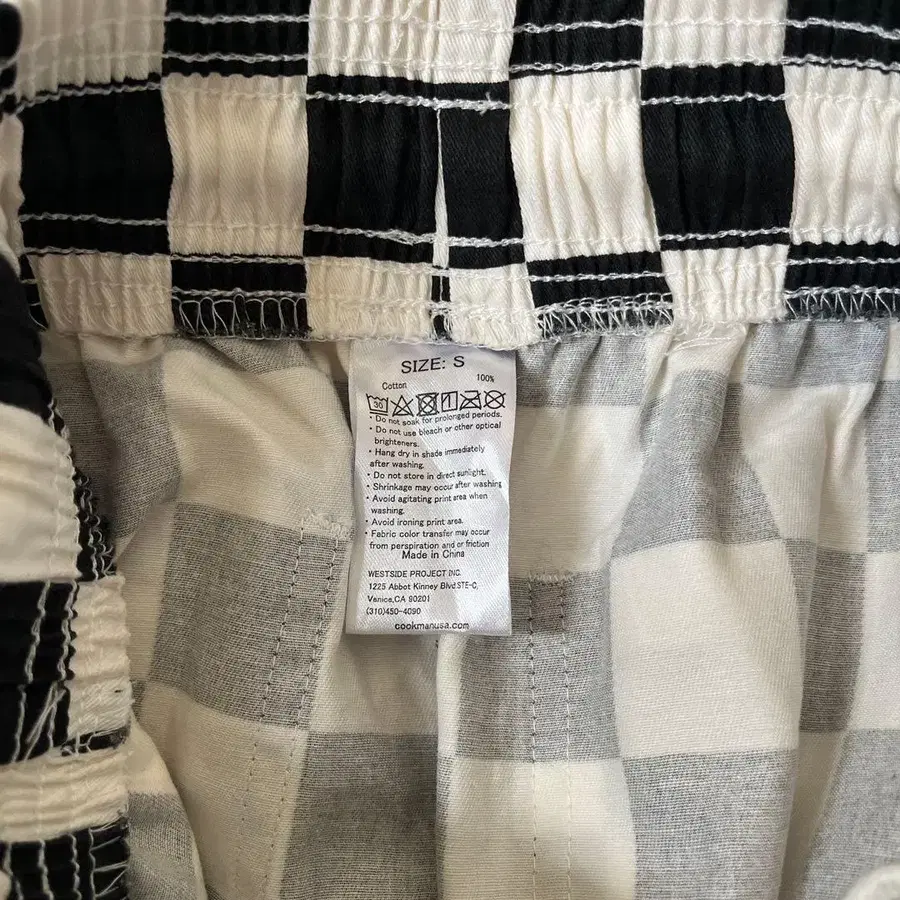 SIZE: S
Cotton 100%
30
• Do not soak for prolonged periods.
• Do not use bleach or other optical
brighteners.
• Hang dry in shade immediately
after washing.
• Do not store in direct sunlight.
• Shrinkage may occur after washing
• Avoid agitating print area when
washing.
• Avoid ironing print area.
• Fabric color transfer may occur
from perspiration and or friction
Made in China
WESTSIDE PROJECT INC.
1225 Abbot Kinney Blvd STE-C,
Venice,CA 90201
(310)450-4090
cookmanusa.com